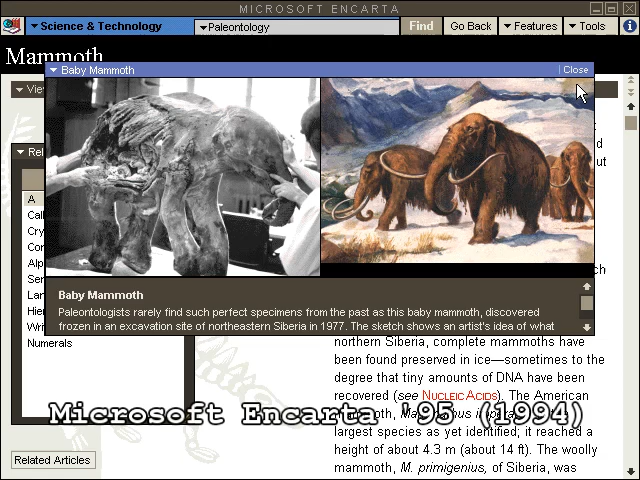 MICROSOFT ENCARTA
Science & Technology
Paleontology
Find
Go Back
Features
Tools
Mammoth
Baby Mammoth
Close
Baby Mammoth
Paleontologists rarely find such perfect specimens from the past as this baby mammoth, discovered
frozen in an excavation site of northeastern Siberia in 1977. The sketch shows an artist's idea of what
A
Numerals
northern Siberia, complete mammoths have
been found preserved in ice—sometimes to the
degree that tiny amounts of DNA have been
recovered (see NUCLEIC ACIDS). The American
largest species as yet identified; it reached a
height of about 4.3 m (about 14 ft). The woolly
mammoth, M. primigenius, of Siberia, was
Microsoft Encarta '95 (1994)
Related Articles